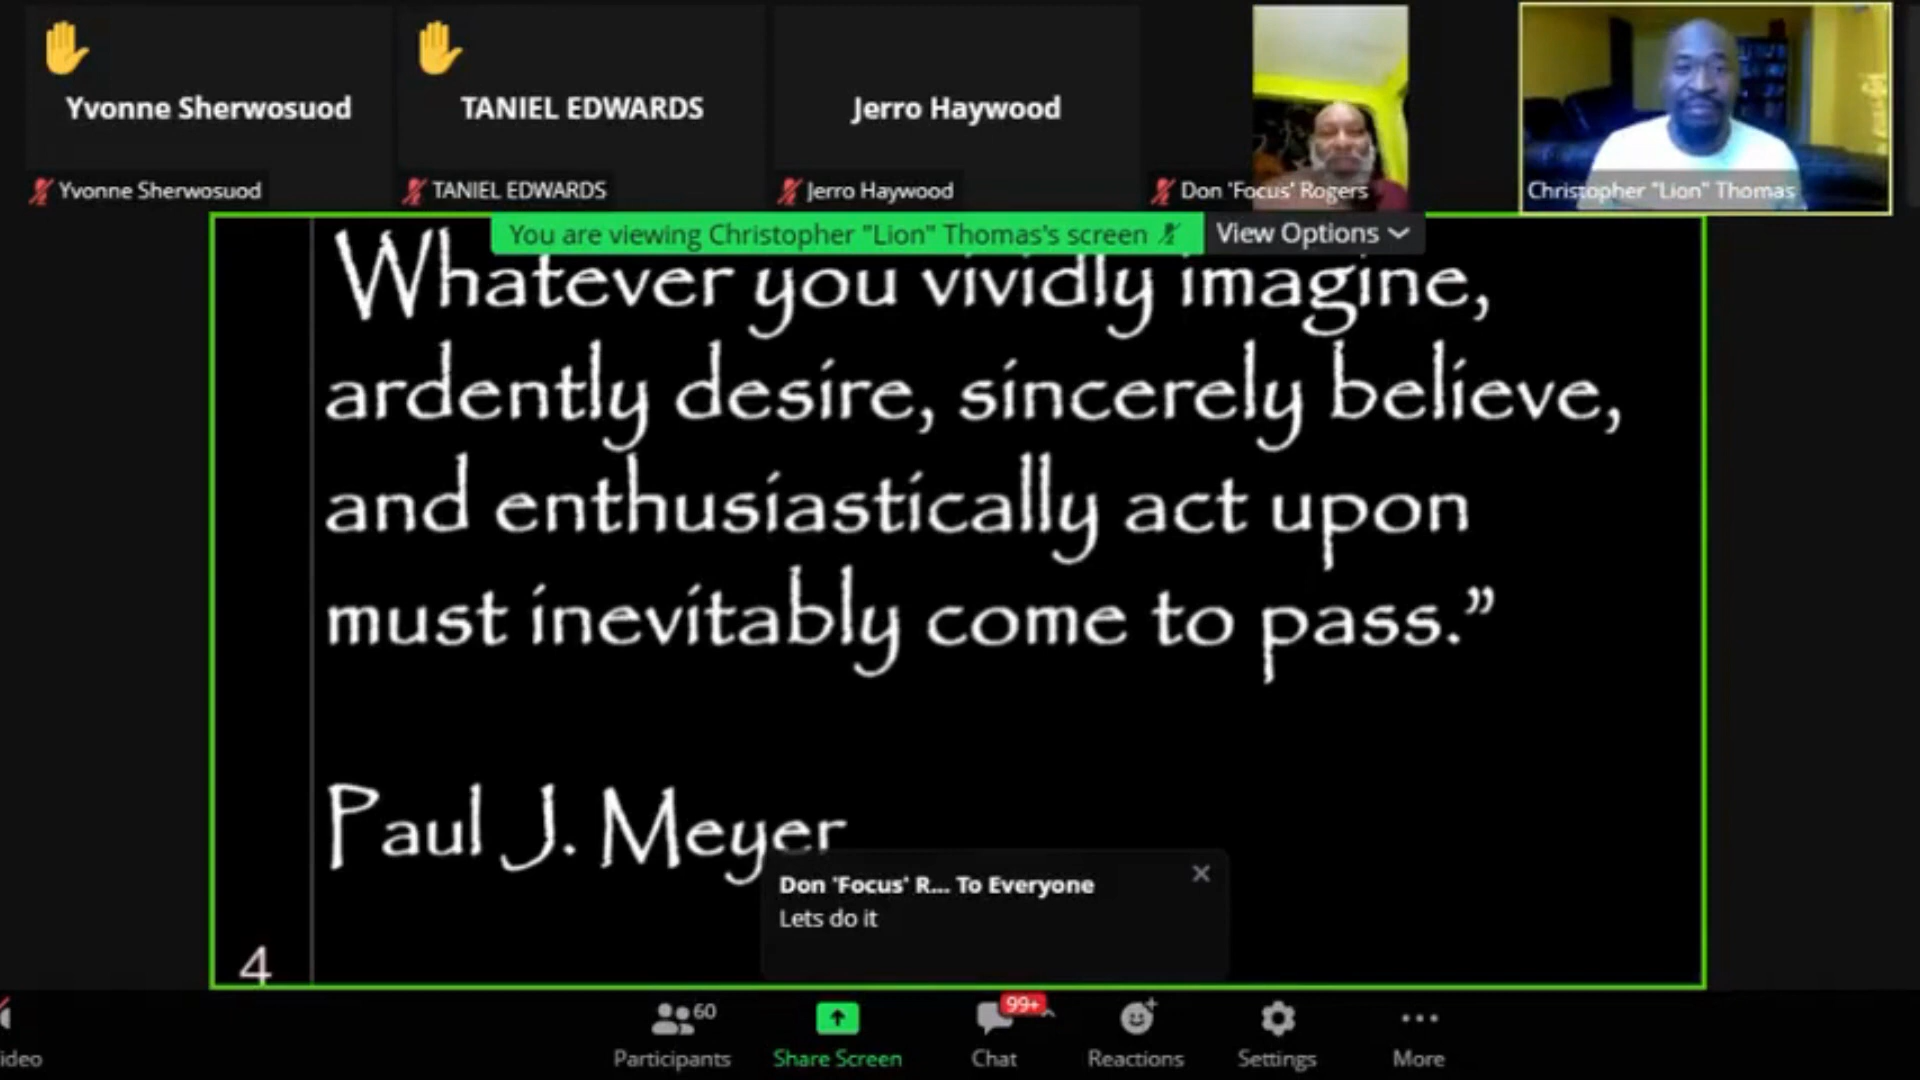 Yvonne Sherwosuod
TANIEL EDWARDS
Jerro Haywood
Yvonne Sherwosuod
TANIEL EDWARDS
Jerro Haywood
Don 'Focus' Rogers
Christopher "Lion" Thomas
You are viewing Christopher "Lion" Thomas's screen
View Options
Whatever you vividly imagine,
ardently desire, sincerely believe,
and enthusiastically act upon
must inevitably come to pass.”
Paul J. Meyer
Don 'Focus' R... To Everyone
Lets do it
4
60
99+
ideo
Participants
Share Screen
Chat
Reactions
Settings
More